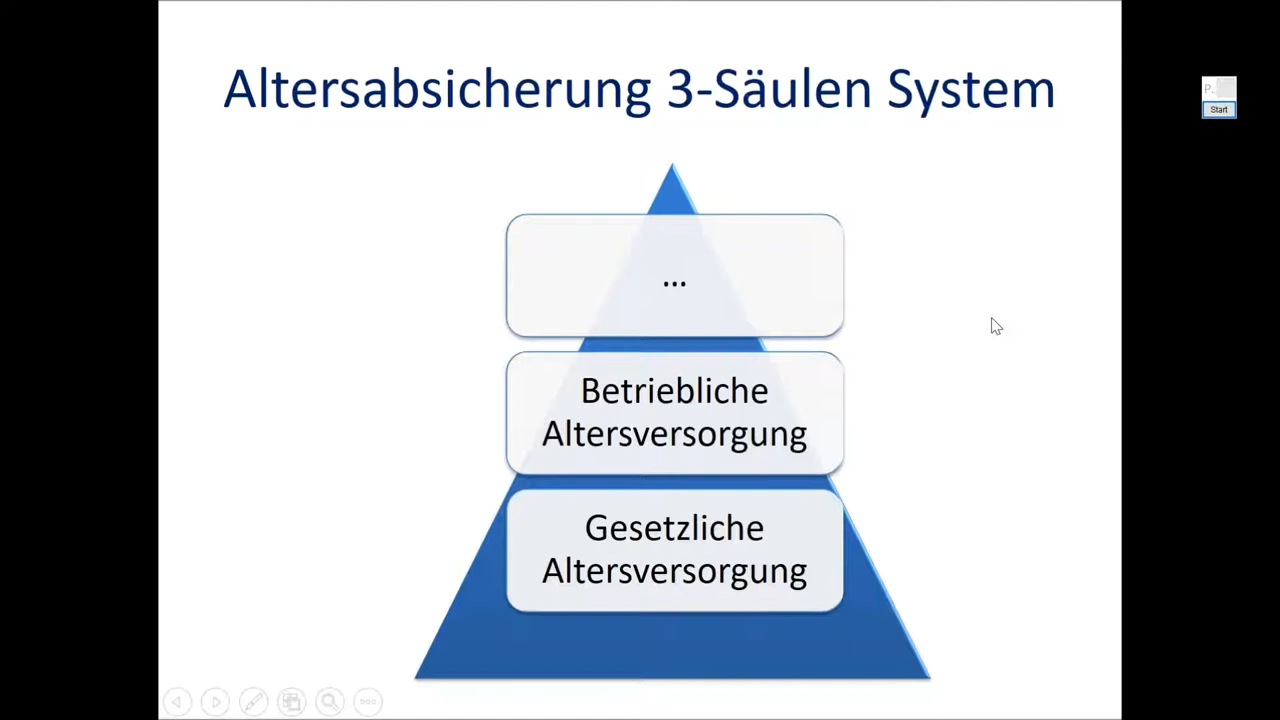 Altersabsicherung 3-Säulen System
P..
Start
...
Betriebliche
Altersversorgung
Gesetzliche
Altersversorgung